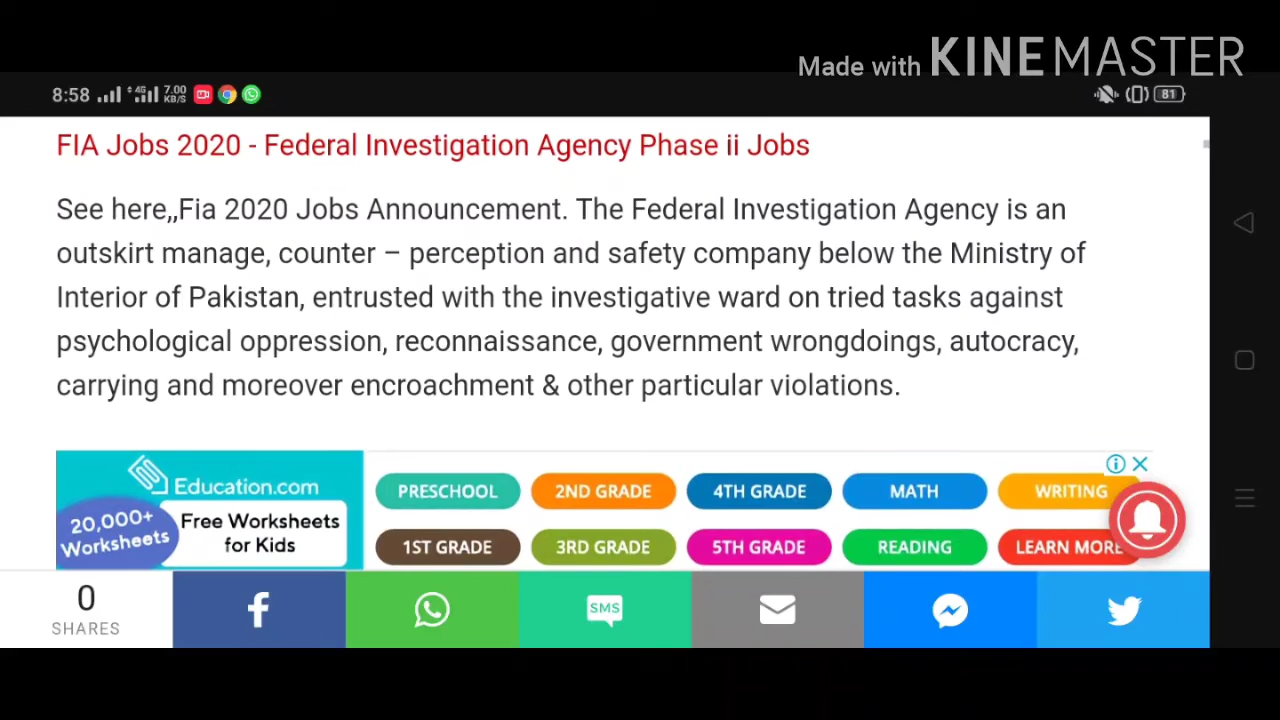 Made with KINEMASTER
8:58 4G 7.00 KB/S 81
FIA Jobs 2020 - Federal Investigation Agency Phase ii Jobs
See here,,Fia 2020 Jobs Announcement. The Federal Investigation Agency is an
outskirt manage, counter – perception and safety company below the Ministry of
Interior of Pakistan, entrusted with the investigative ward on tried tasks against
psychological oppression, reconnaissance, government wrongdoings, autocracy,
carrying and moreover encroachment & other particular violations.
Education.com
20,000+
Worksheets
Free Worksheets
for Kids
PRESCHOOL 2ND GRADE 4TH GRADE MATH WRITING
1ST GRADE 3RD GRADE 5TH GRADE READING LEARN MORE
0
SHARES
SMS